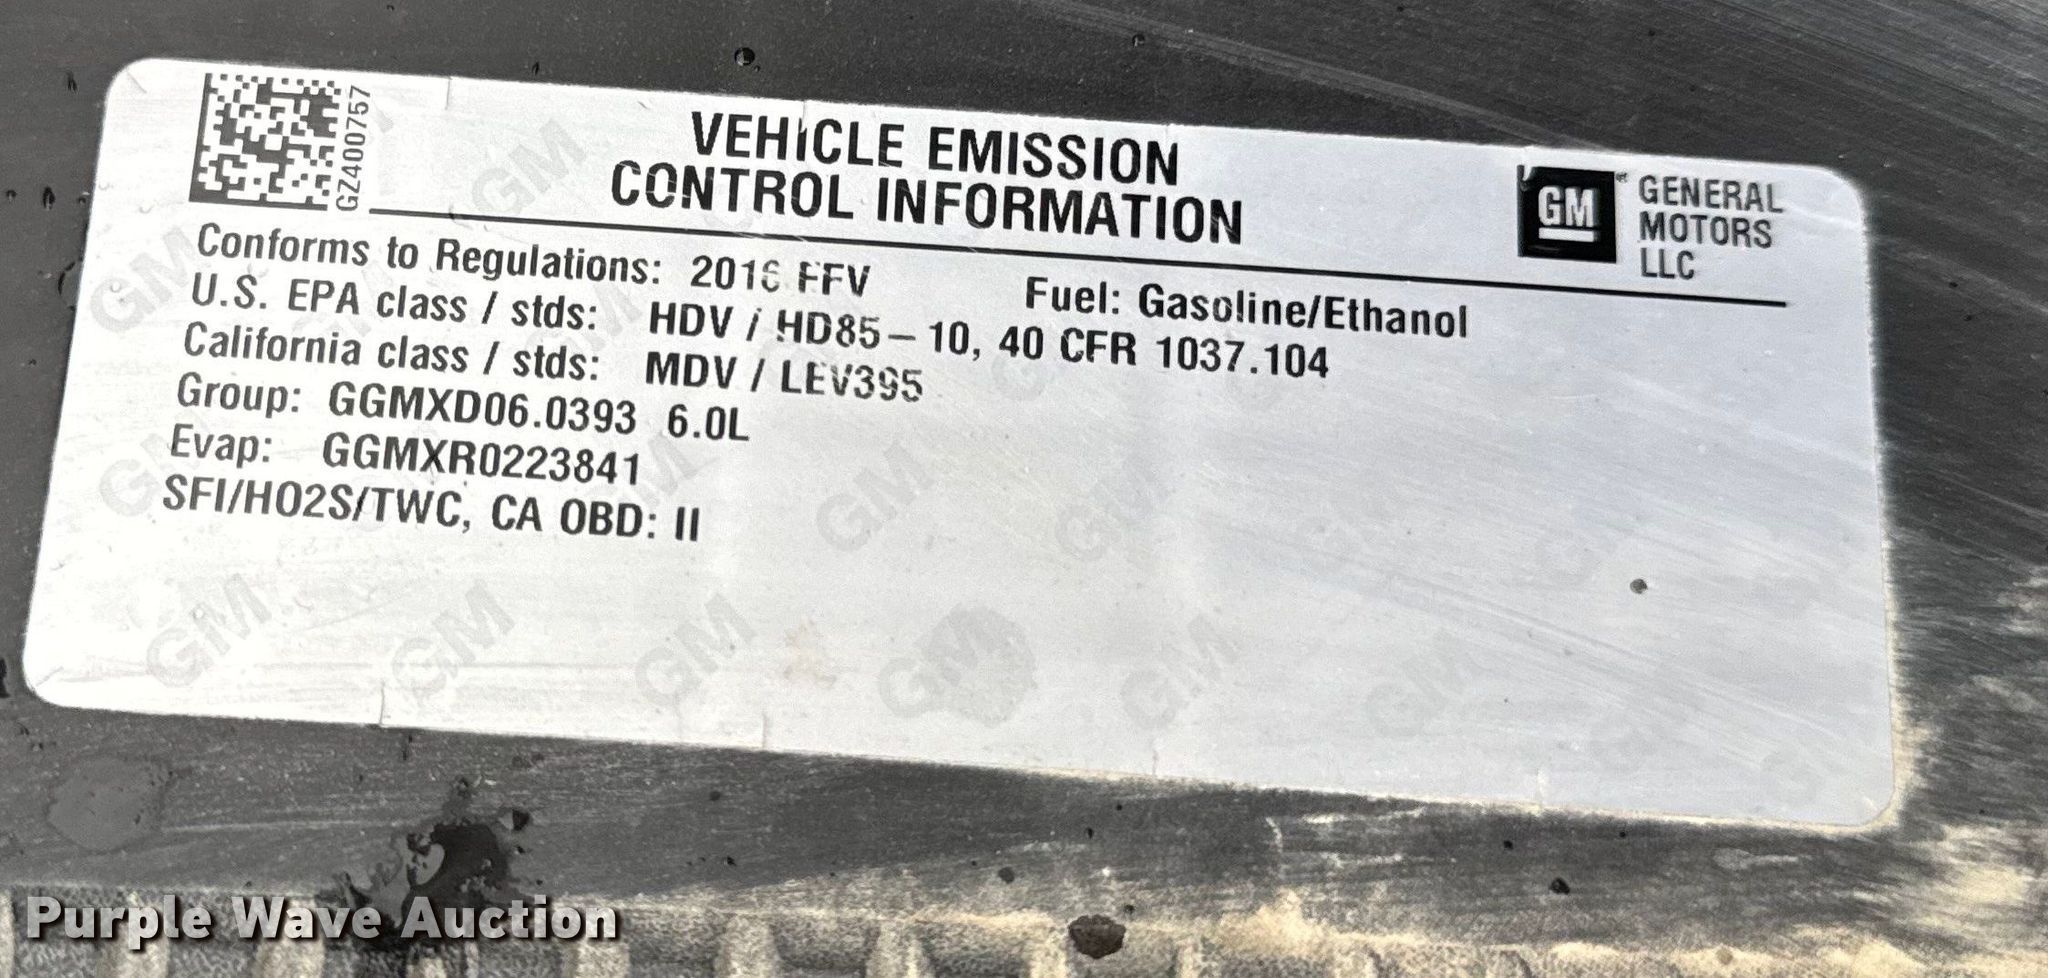 GZ400757
VEHICLE EMISSION
CONTROL INFORMATION
GM
GENERAL
MOTORS
LLC
Conforms to Regulations: 2016 FFV Fuel: Gasoline/Ethanol
U.S. EPA class / stds: HDV / HD85-10, 40 CFR 1037.104
California class / stds: MDV / LEV395
Group: GGMXD06.0393 6.0L
Evap: GGMXR0223841
SFI/HO2S/TWC, CA OBD: II
Purple Wave Auction